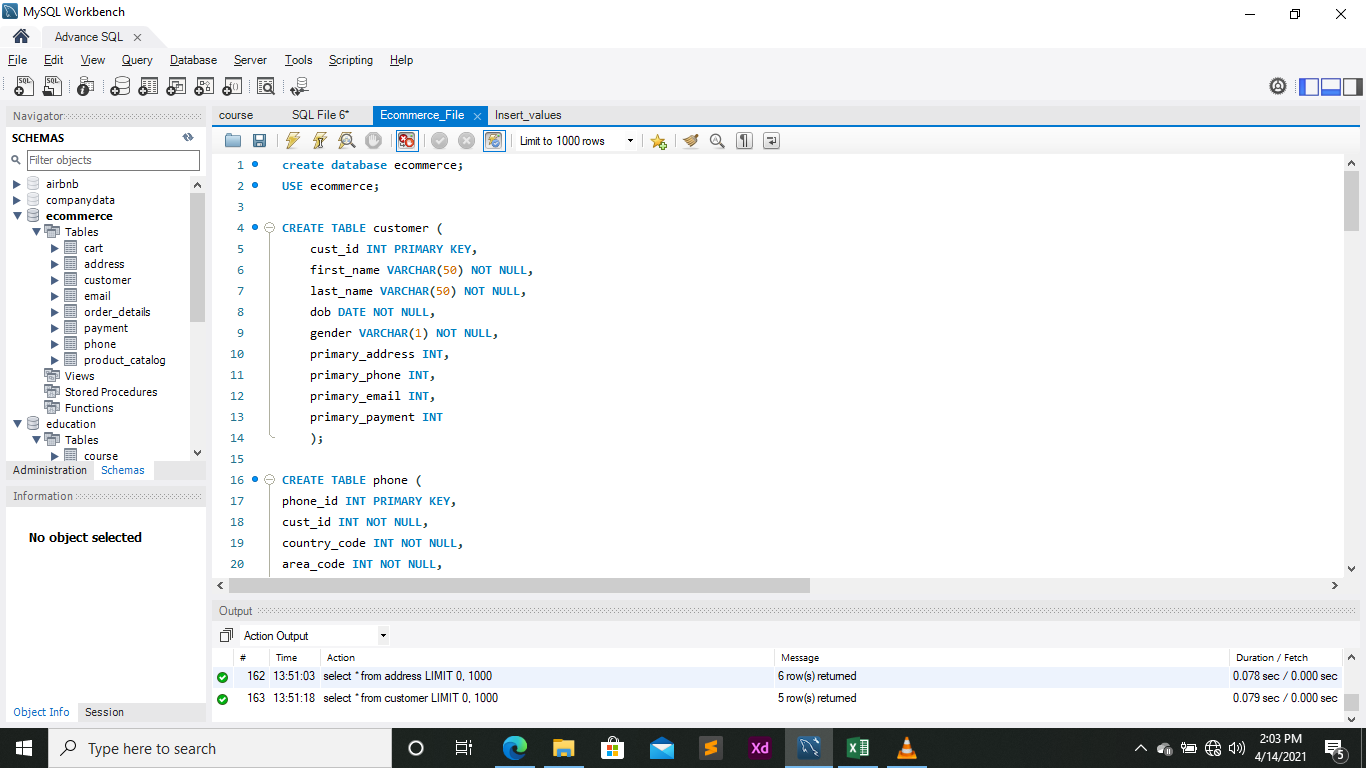 MySQL Workbench
Advance SQL
File Edit View Query Database Server Tools Scripting Help
Navigator
SCHEMAS
Filter objects
airbnb
companydata
ecommerce
Tables
cart
address
customer
email
order_details
payment
phone
product_catalog
Views
Stored Procedures
Functions
education
Tables
course
Administration Schemas
Information
No object selected
Object Info Session
course SQL File 6* Ecommerce_File Insert_values
Limit to 1000 rows
1 create database ecommerce;
2 USE ecommerce;
3
4 CREATE TABLE customer (
5 cust_id INT PRIMARY KEY,
6 first_name VARCHAR(50) NOT NULL,
7 last_name VARCHAR(50) NOT NULL,
8 dob DATE NOT NULL,
9 gender VARCHAR(1) NOT NULL,
10 primary_address INT,
11 primary_phone INT,
12 primary_email INT,
13 primary_payment INT
14 );
15
16 CREATE TABLE phone (
17 phone_id INT PRIMARY KEY,
18 cust_id INT NOT NULL,
19 country_code INT NOT NULL,
20 area_code INT NOT NULL,
Output
Action Output
# Time Action Message Duration / Fetch
162 13:51:03 select * from address LIMIT 0, 1000 6 row(s) returned 0.078 sec / 0.000 sec
163 13:51:18 select * from customer LIMIT 0, 1000 5 row(s) returned 0.079 sec / 0.000 sec
Type here to search
Xd
2:03 PM
4/14/2021
5